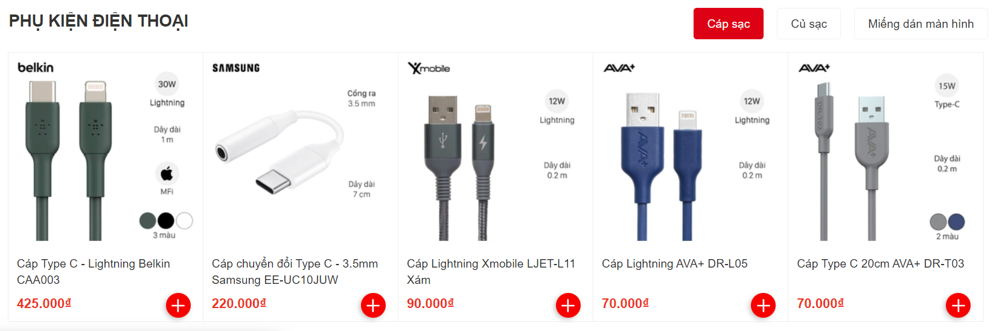 PHỤ KIỆN ĐIỆN THOẠI
Cáp sạc
Củ sạc
Miếng dán màn hình
belkin
30W
Lightning
Dây dài
1 m
MFi
3 màu
Cáp Type C - Lightning Belkin
CAA003
425.000₫
SAMSUNG
Cổng ra
3.5 mm
Dây dài
7 cm
Cáp chuyển đổi Type C - 3.5mm
Samsung EE-UC10JUW
220.000₫
Xmobile
12W
Lightning
Dây dài
0.2 m
Cáp Lightning Xmobile LJET-L11
Xám
90.000₫
AVA+
12W
Lightning
AVA+
Dây dài
0.2 m
Cáp Lightning AVA+ DR-L05
70.000₫
AVA+
15W
Type-C
DR-T03
AVA+
Dây dài
0.2 m
2 màu
Cáp Type C 20cm AVA+ DR-T03
70.000₫